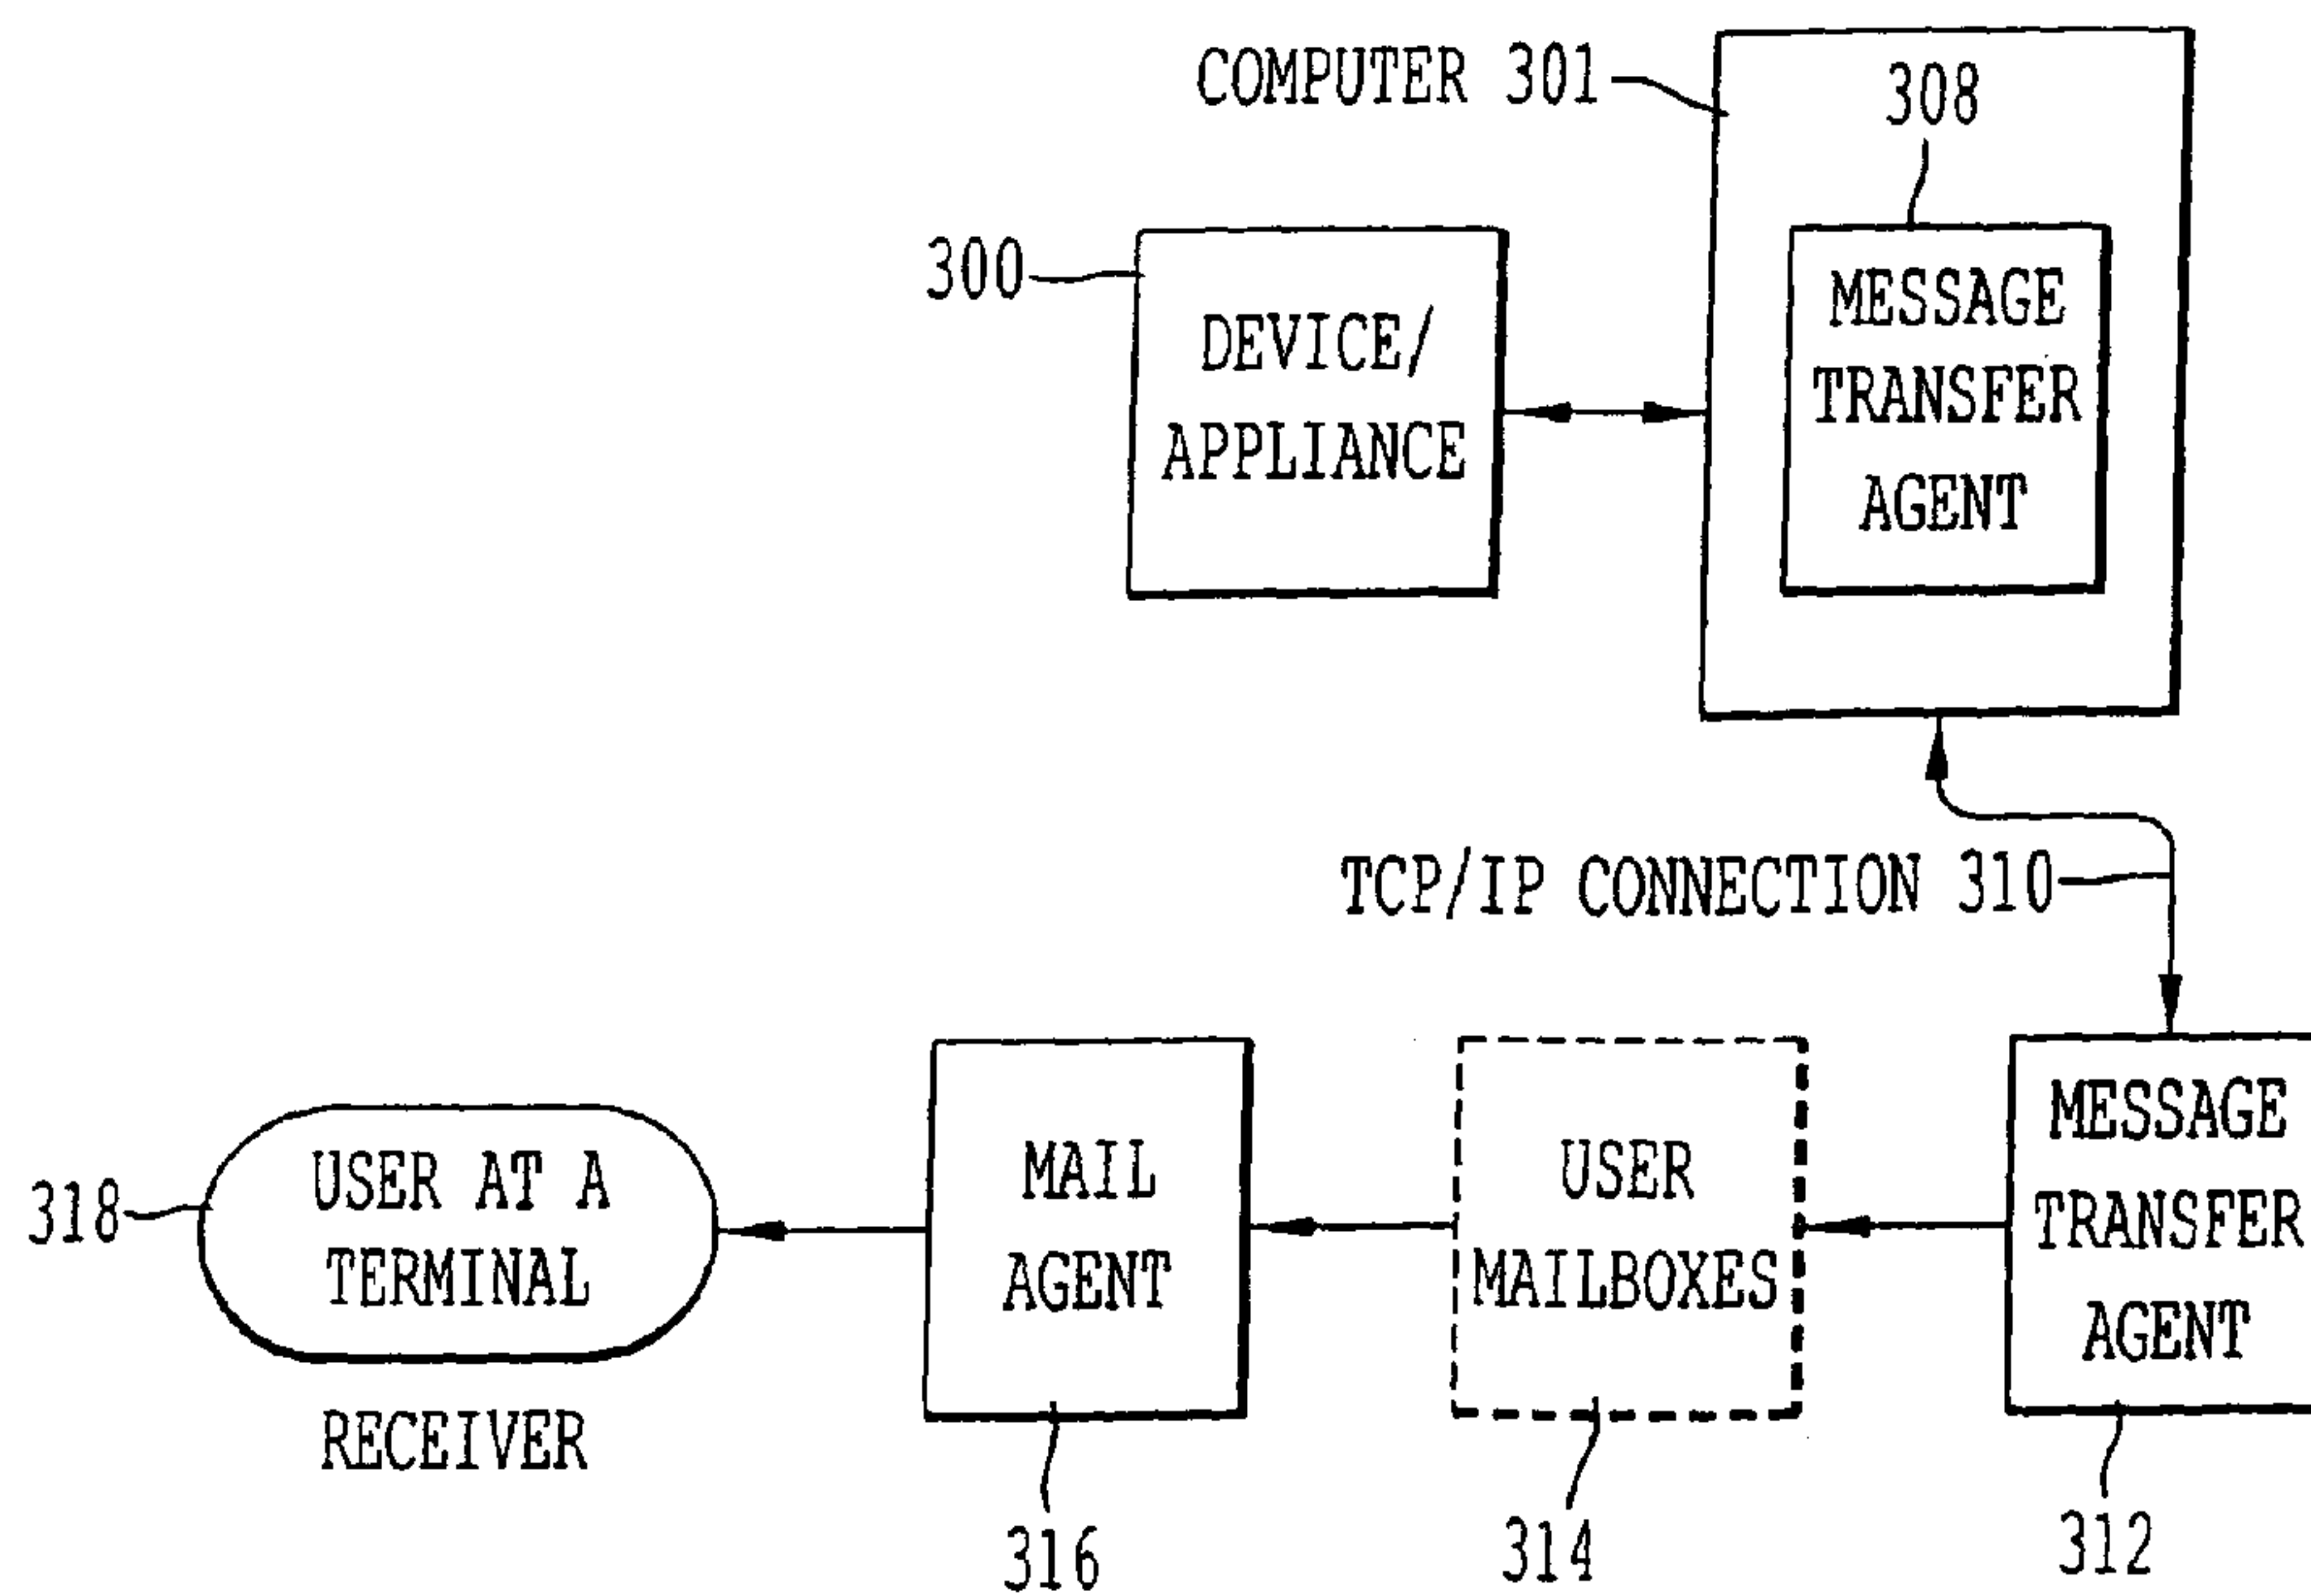 COMPUTER 301
308
300
DEVICE/
APPLIANCE
MESSAGE
TRANSFER
AGENT
TCP/IP CONNECTION 310
318
USER AT A
TERMINAL
RECEIVER
MAIL
AGENT
316
USER
MAILBOXES
314
MESSAGE
TRANSFER
AGENT
312